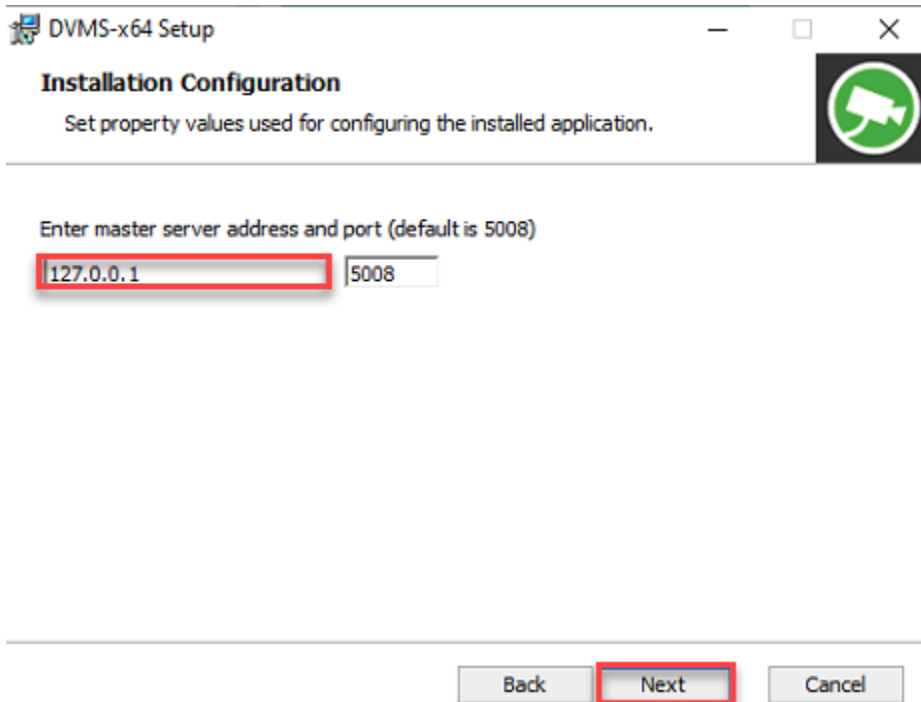 DVMS-x64 Setup
Installation Configuration
Set property values used for configuring the installed application.
Enter master server address and port (default is 5008)
127.0.0.1 5008
Back Next Cancel